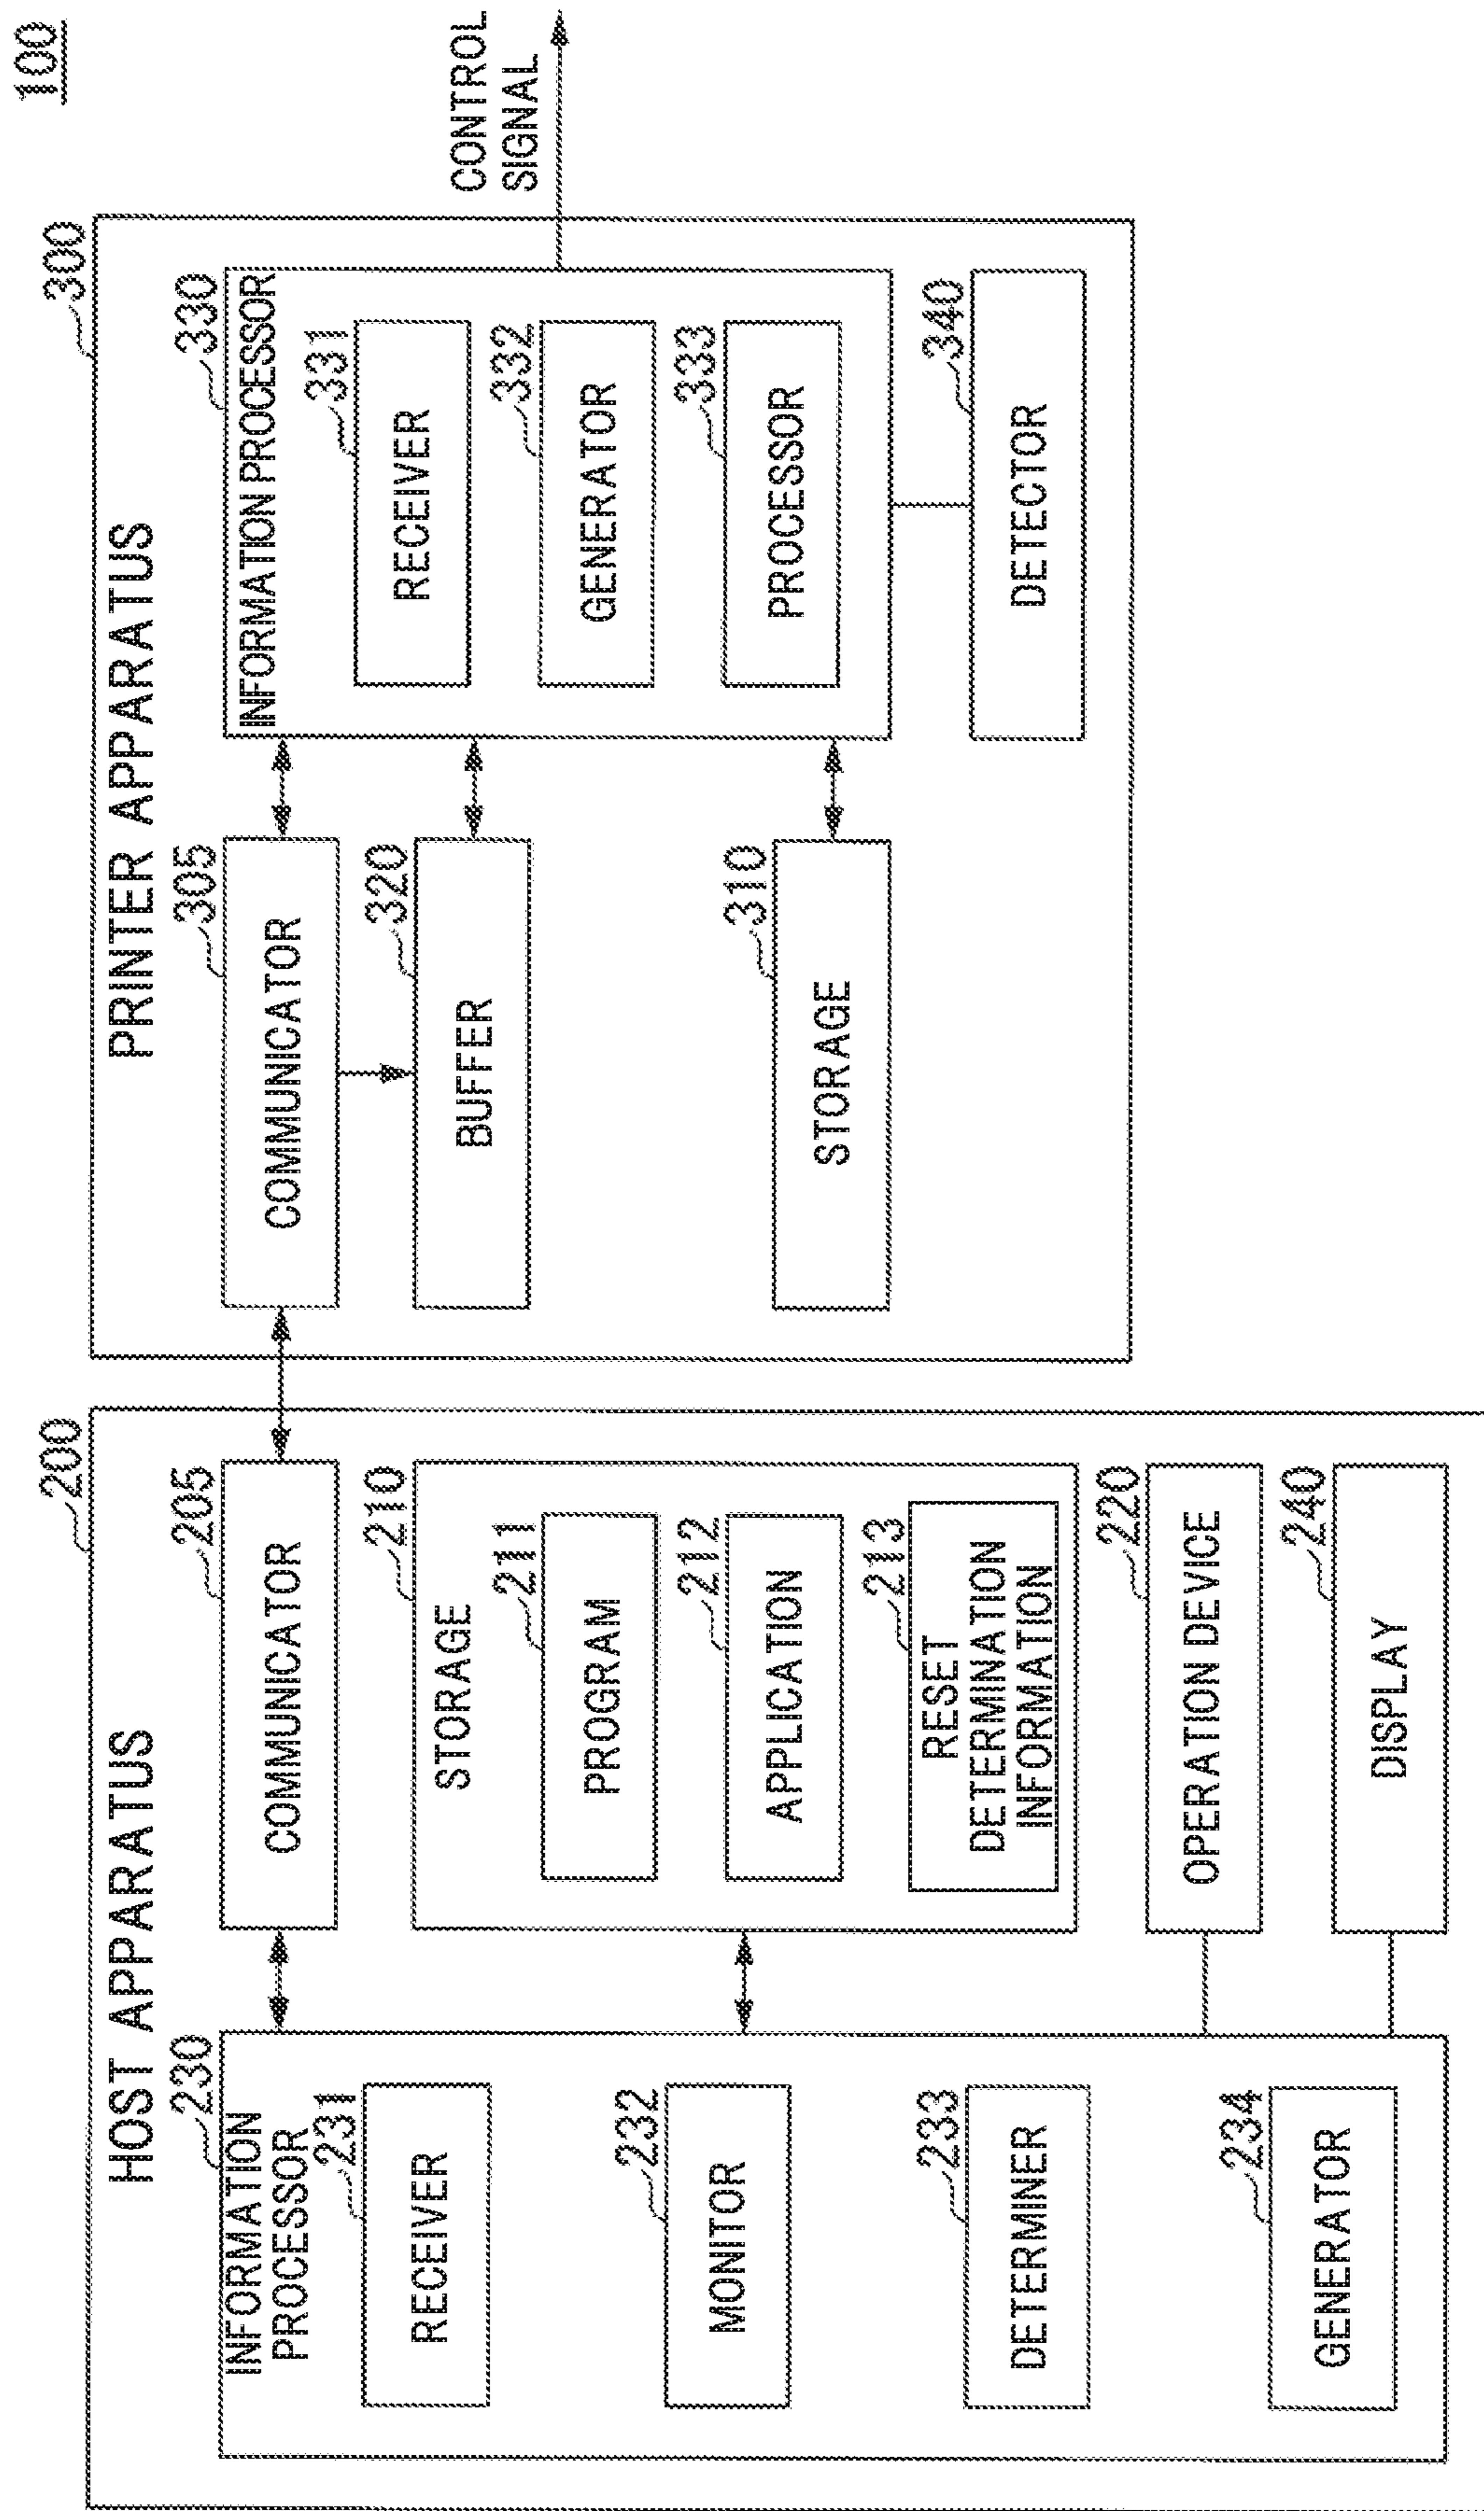 100
200
HOST APPARATUS
230
INFORMATION
PROCESSOR
231
RECEIVER
232
MONITOR
233
DETERMINER
234
GENERATOR
205
COMMUNICATOR
210
STORAGE
211
PROGRAM
212
APPLICATION
213
RESET
DETERMINATION
INFORMATION
220
OPERATION DEVICE
240
DISPLAY
300
PRINTER APPARATUS
305
COMMUNICATOR
320
BUFFER
310
STORAGE
330
INFORMATION PROCESSOR
331
RECEIVER
332
GENERATOR
333
PROCESSOR
340
DETECTOR
CONTROL
SIGNAL